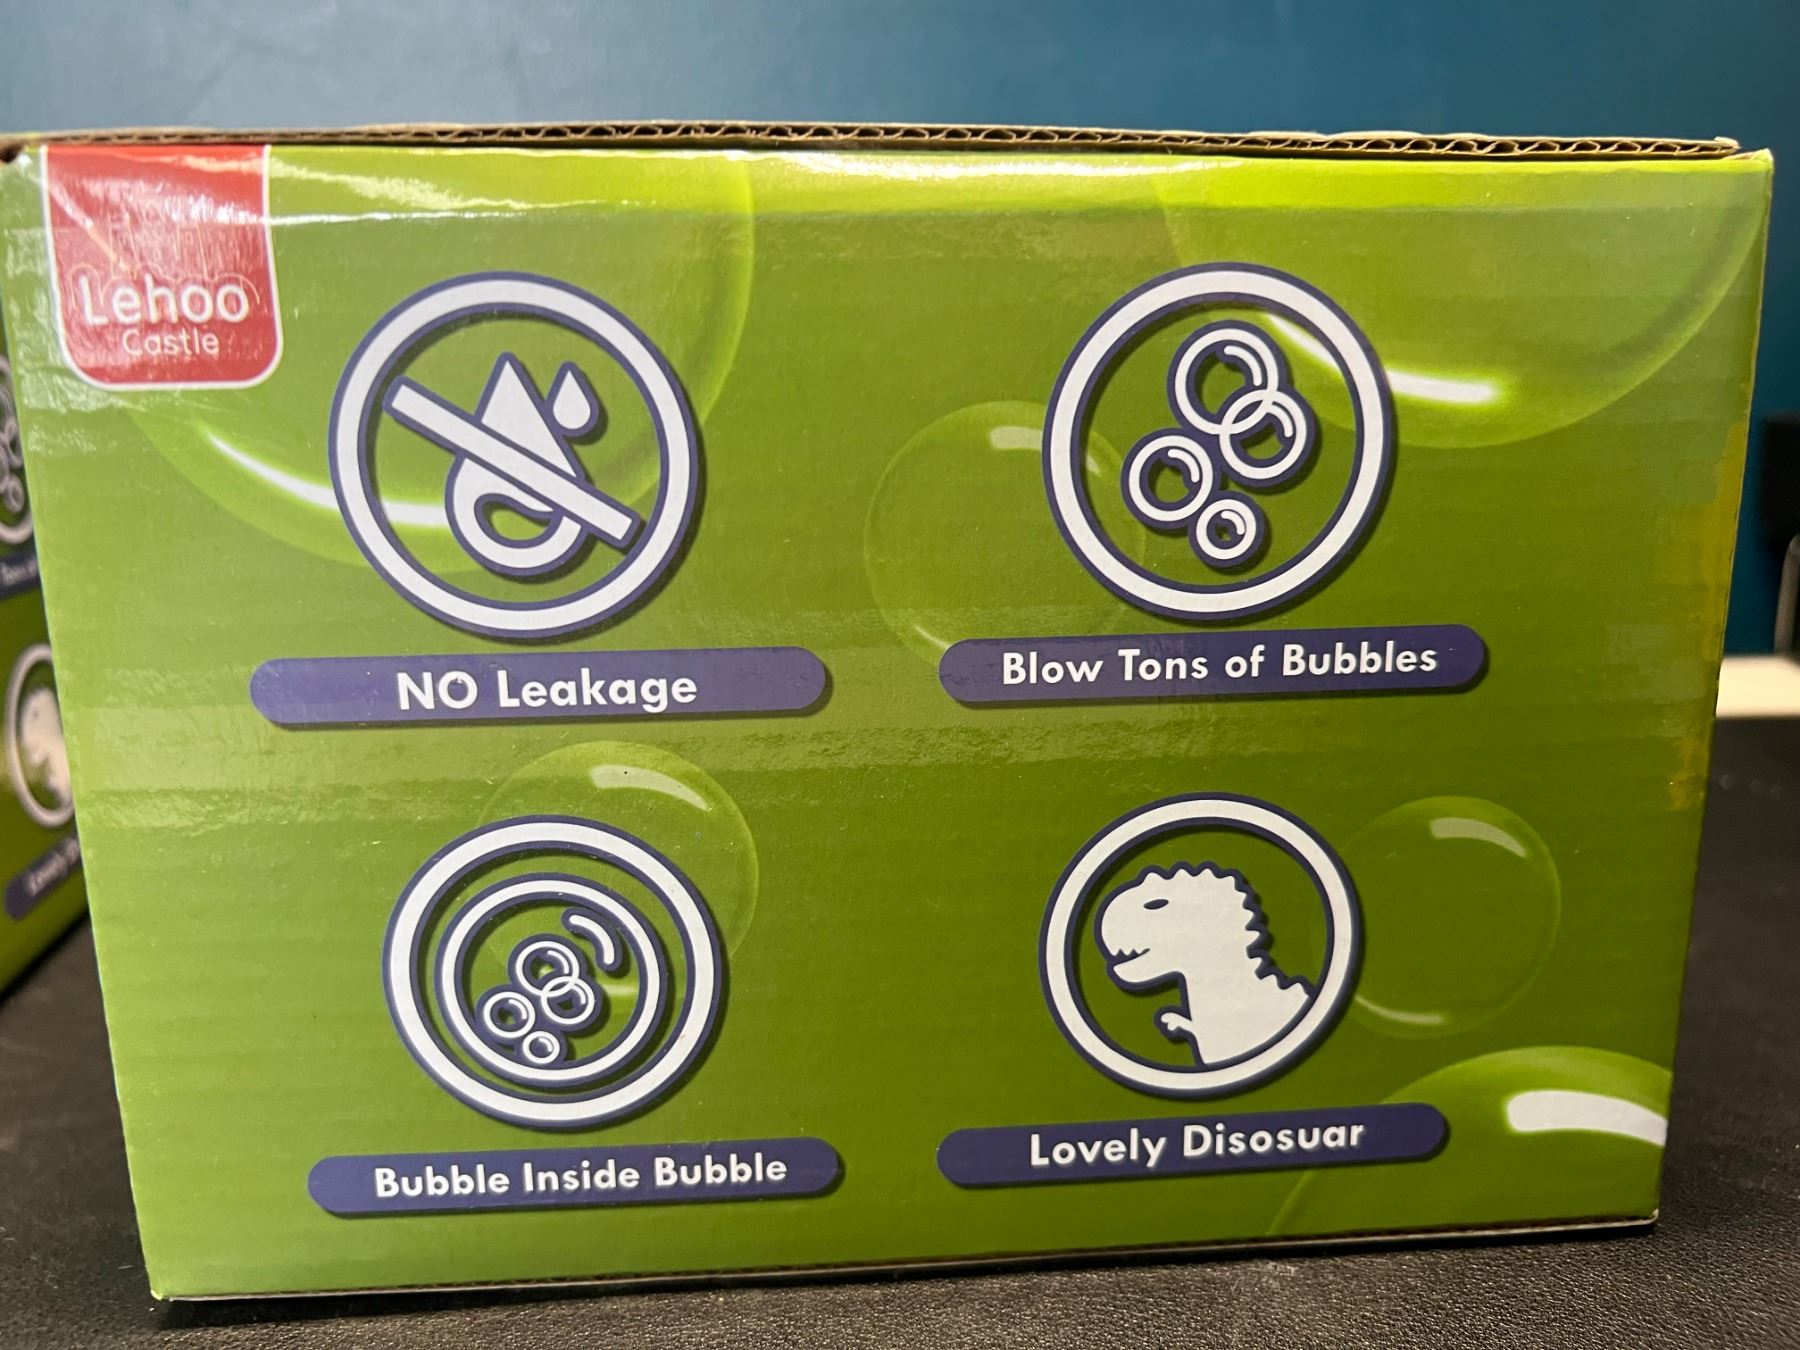 Lehoo
Castle
NO Leakage
Blow Tons of Bubbles
Bubble Inside Bubble
Lovely Disosuar